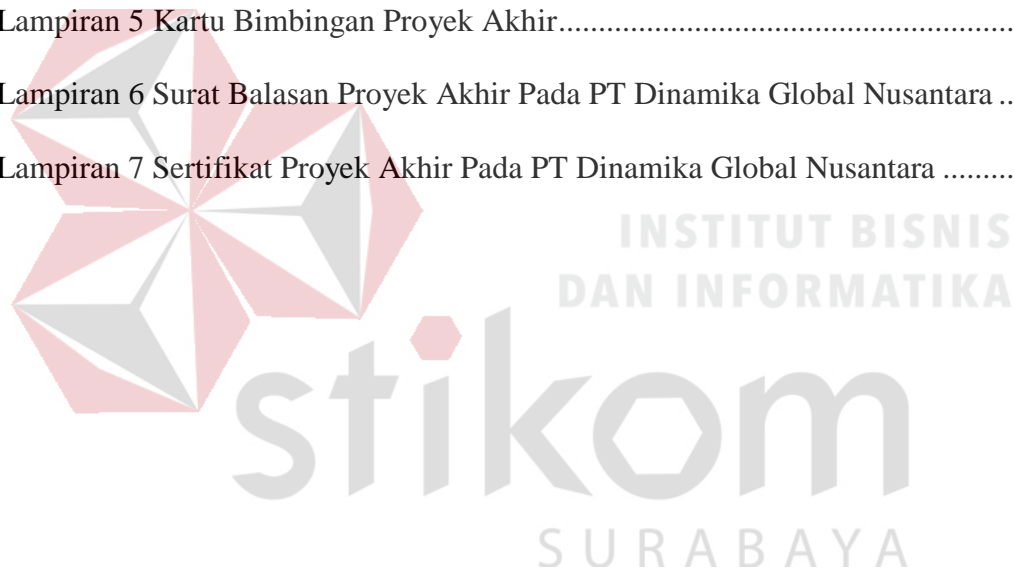 Lampiran 5 Kartu Bimbingan Proyek Akhir.........................................................
Lampiran 6 Surat Balasan Proyek Akhir Pada PT Dinamika Global Nusantara ..
Lampiran 7 Sertifikat Proyek Akhir Pada PT Dinamika Global Nusantara .........
INSTITUT BISNIS
DAN INFORMATIKA
stikom
SURABAYA